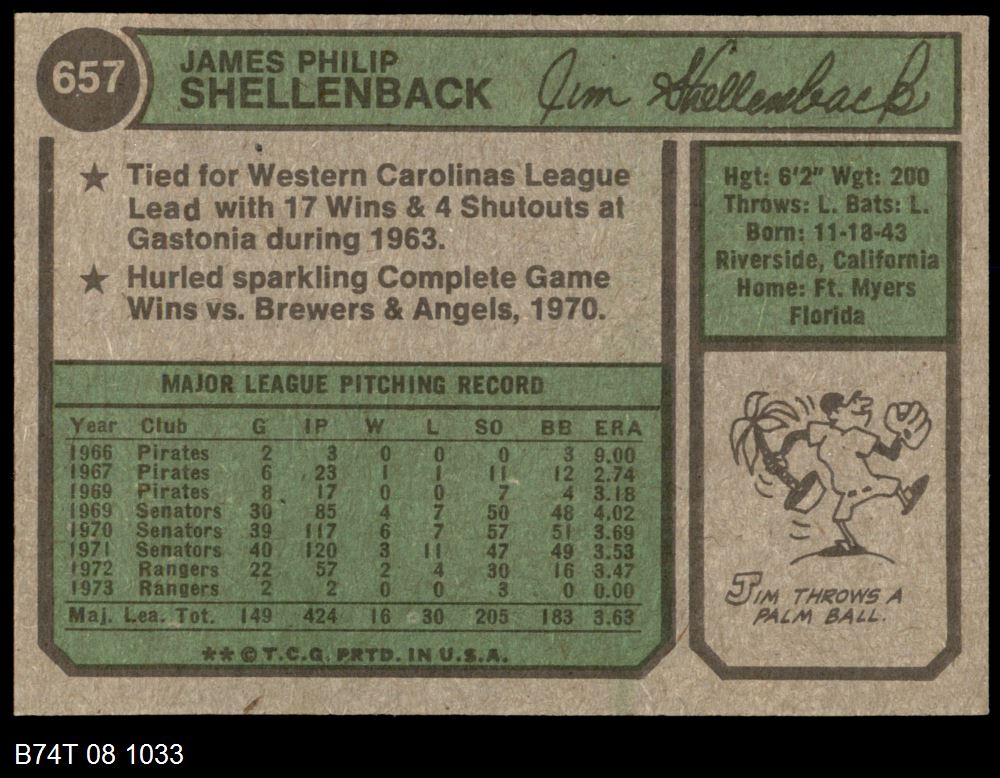 657
JAMES PHILIP
SHELLENBACK
Jim Shellenback
★ Tied for Western Carolinas League
Lead with 17 Wins & 4 Shutouts at
Gastonia during 1963.
★ Hurled sparkling Complete Game
Wins vs. Brewers & Angels, 1970.
Hgt: 6'2" Wgt: 200
Throws: L. Bats: L.
Born: 11-18-43
Riverside, California
Home: Ft. Myers
Florida
MAJOR LEAGUE PITCHING RECORD
Year Club G IP W L SO BB ERA
1966 Pirates 2 3 0 0 0 3 9.00
1967 Pirates 6 23 1 1 11 12 2.74
1969 Pirates 8 17 0 0 7 4 3.18
1969 Senators 30 85 4 7 50 48 4.02
1970 Senators 39 117 6 7 57 51 3.69
1971 Senators 40 120 3 11 47 49 3.53
1972 Rangers 22 57 2 4 30 16 3.47
1973 Rangers 2 2 0 0 3 0 0.00
Maj. Lea. Tot. 149 424 16 30 205 183 3.63
★★ © T.C.G. PRTD. IN U.S.A.
JIM THROWS A
PALM BALL.
B74T 08 1033